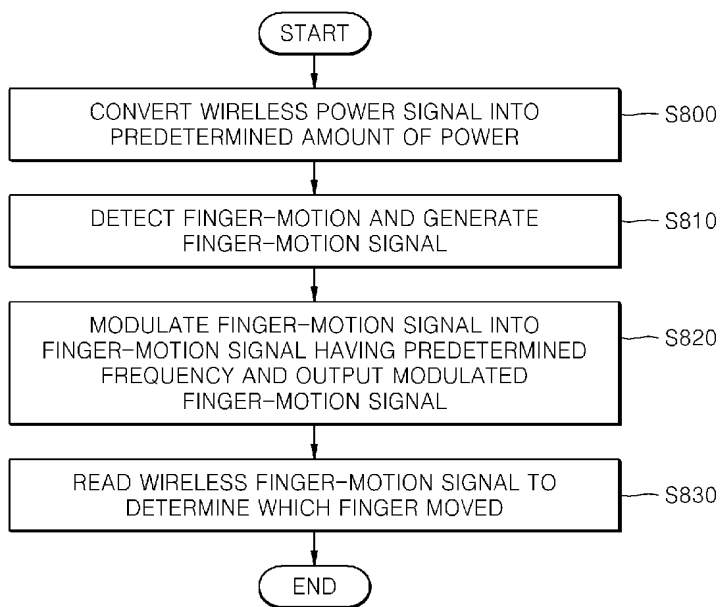 START
CONVERT WIRELESS POWER SIGNAL INTO
PREDETERMINED AMOUNT OF POWER
S800
DETECT FINGER-MOTION AND GENERATE
FINGER-MOTION SIGNAL
S810
MODULATE FINGER-MOTION SIGNAL INTO
FINGER-MOTION SIGNAL HAVING PREDETERMINED
FREQUENCY AND OUTPUT MODULATED
FINGER-MOTION SIGNAL
S820
READ WIRELESS FINGER-MOTION SIGNAL TO
DETERMINE WHICH FINGER MOVED
S830
END